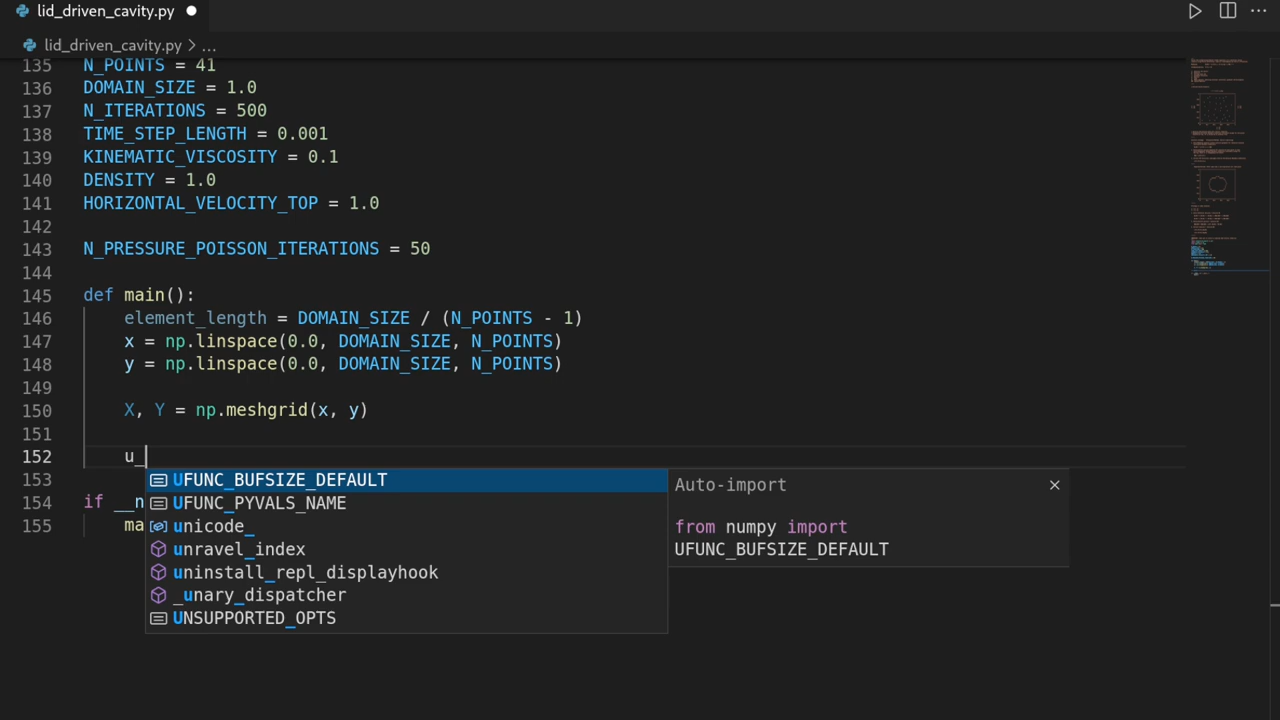 lid_driven_cavity.py
lid_driven_cavity.py > ...
135 N_POINTS = 41
136 DOMAIN_SIZE = 1.0
137 N_ITERATIONS = 500
138 TIME_STEP_LENGTH = 0.001
139 KINEMATIC_VISCOSITY = 0.1
140 DENSITY = 1.0
141 HORIZONTAL_VELOCITY_TOP = 1.0
142
143 N_PRESSURE_POISSON_ITERATIONS = 50
144
145 def main():
146 element_length = DOMAIN_SIZE / (N_POINTS - 1)
147 x = np.linspace(0.0, DOMAIN_SIZE, N_POINTS)
148 y = np.linspace(0.0, DOMAIN_SIZE, N_POINTS)
149
150 X, Y = np.meshgrid(x, y)
151
152 u_
153
154 if __n
155 ma
UFUNC_BUFSIZE_DEFAULT
UFUNC_PYVALS_NAME
unicode_
unravel_index
uninstall_repl_displayhook
_unary_dispatcher
UNSUPPORTED_OPTS
Auto-import
from numpy import
UFUNC_BUFSIZE_DEFAULT